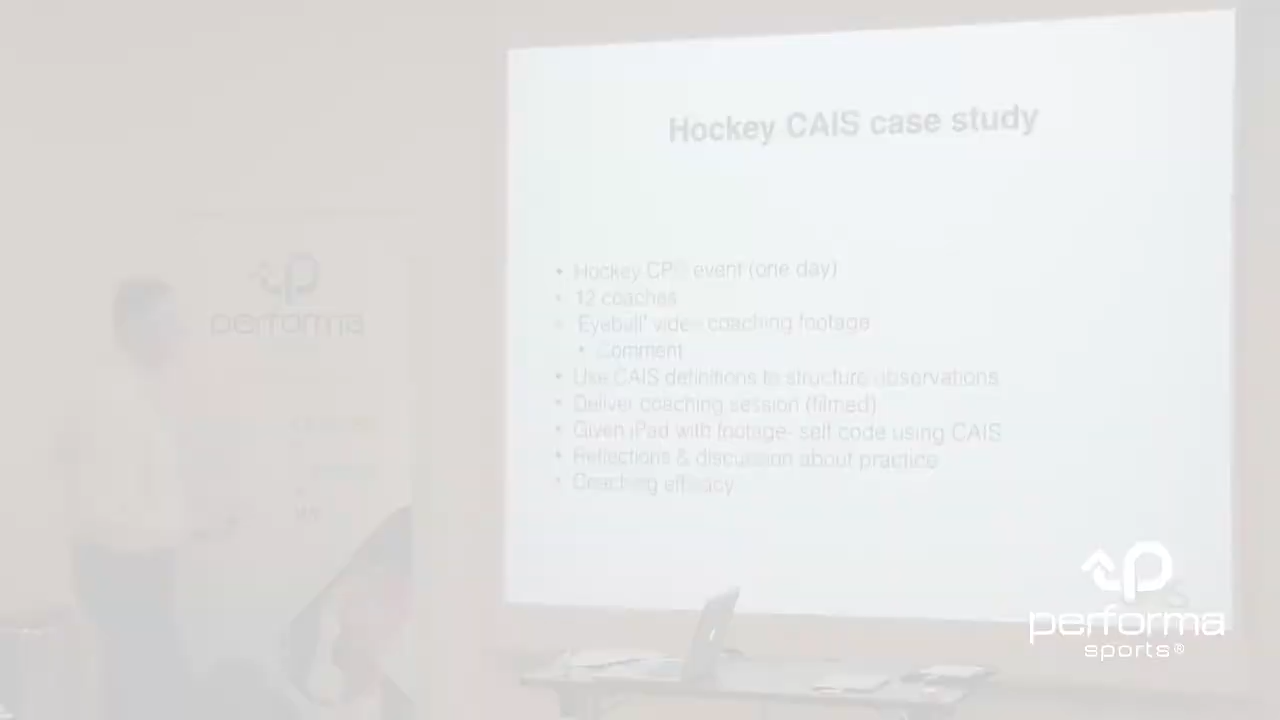 Hockey CAIS case study
• Hockey CPD event (one day)
• 12 coaches
• 'Eyeball' video coaching footage
• Comment
• Use CAIS definitions to structure observations
• Deliver coaching session (filmed)
• Given iPad with footage- self code using CAIS
• Reflections & discussion about practice
• Coaching efficacy
performa
performa
sports®